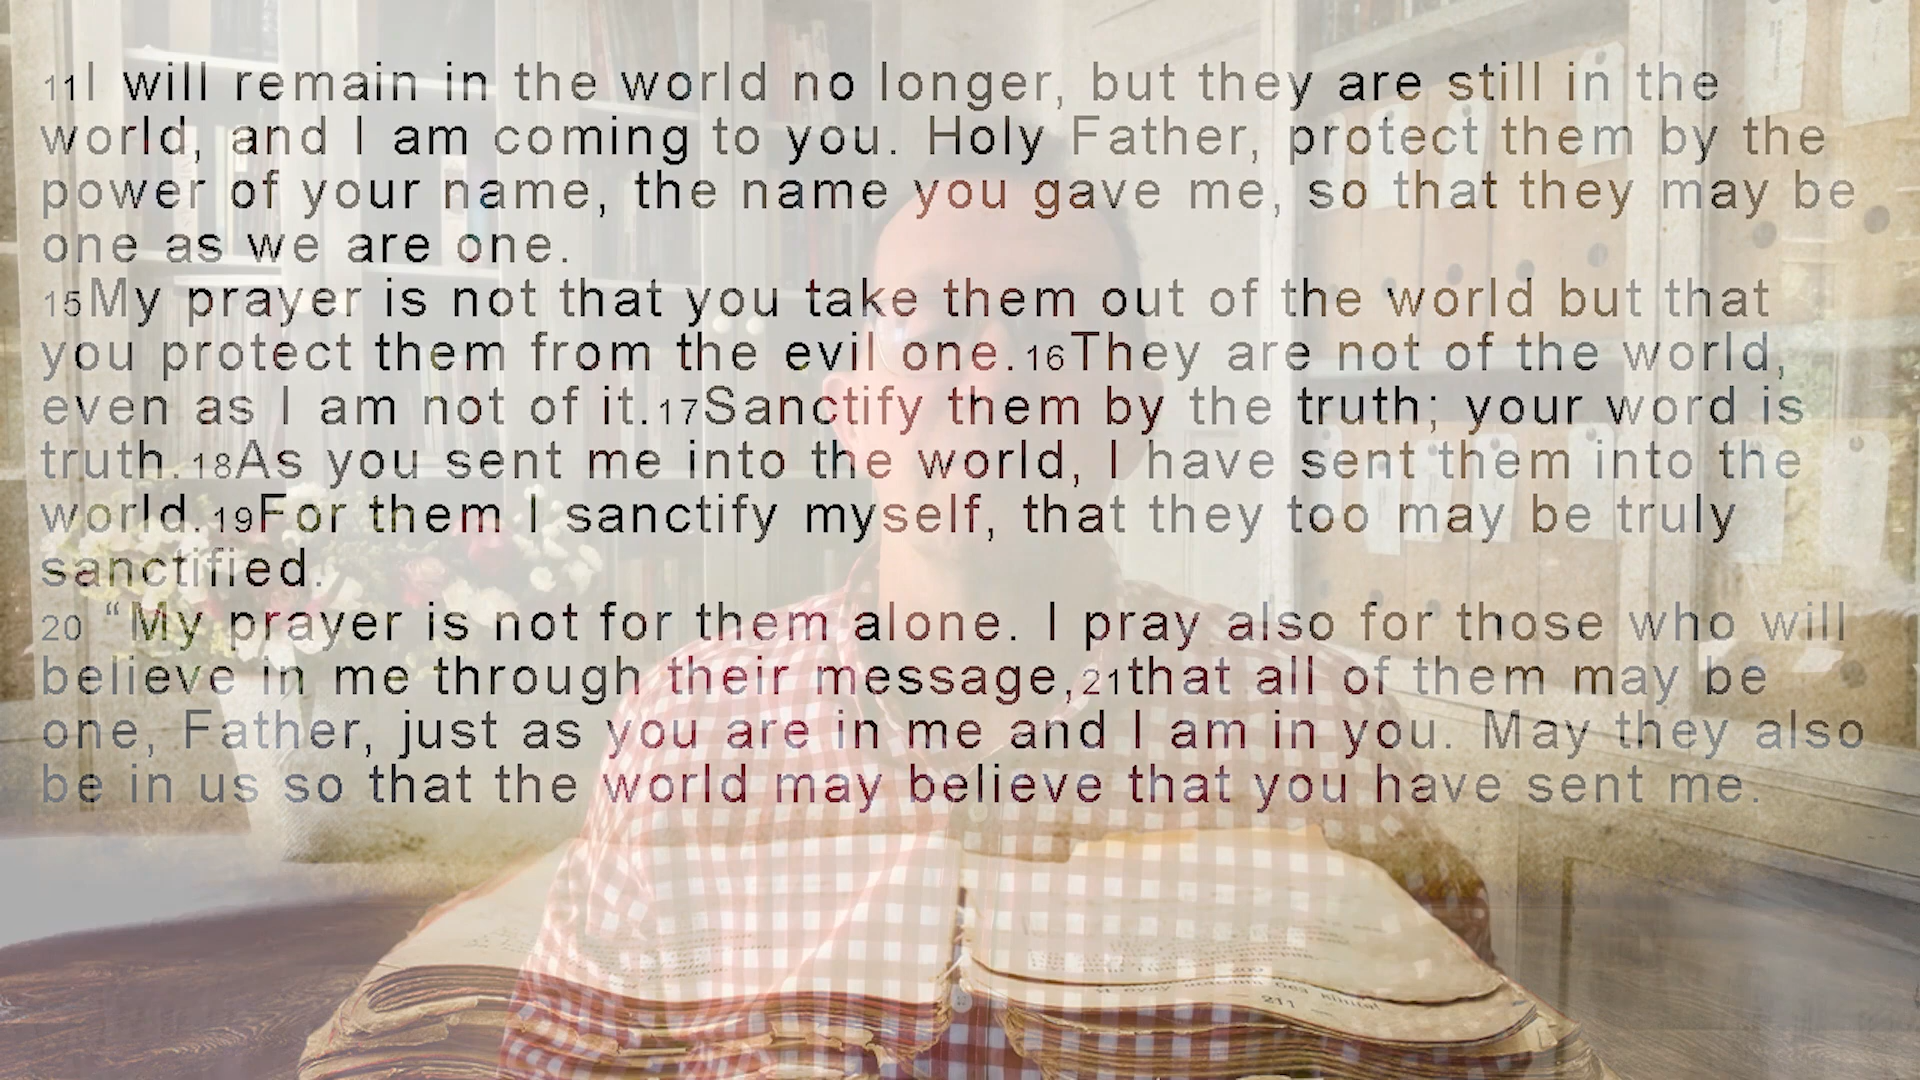 11I will remain in the world no longer, but they are still in the
world, and I am coming to you. Holy Father, protect them by the
power of your name, the name you gave me, so that they may be
one as we are one.
15My prayer is not that you take them out of the world but that
you protect them from the evil one.16They are not of the world,
even as I am not of it.17Sanctify them by the truth; your word is
truth.18As you sent me into the world, I have sent them into the
world.19For them I sanctify myself, that they too may be truly
sanctified.
20 “My prayer is not for them alone. I pray also for those who will
believe in me through their message,21that all of them may be
one, Father, just as you are in me and I am in you. May they also
be in us so that the world may believe that you have sent me.
211